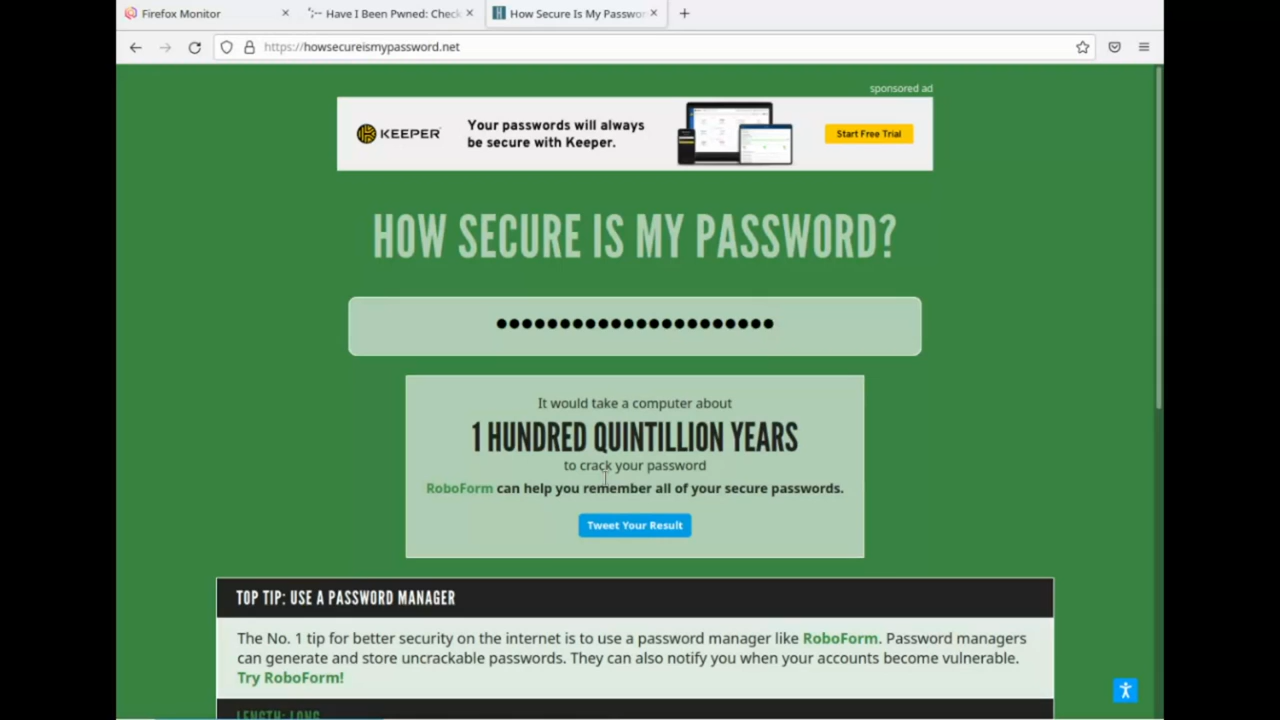 Firefox Monitor
Have I Been Pwned: Check
How Secure Is My Passwor
https://howsecureismypassword.net
sponsored ad
KEEPER
Your passwords will always
be secure with Keeper.
Start Free Trial
HOW SECURE IS MY PASSWORD?
It would take a computer about
1 HUNDRED QUINTILLION YEARS
to crack your password
RoboForm can help you remember all of your secure passwords.
Tweet Your Result
TOP TIP: USE A PASSWORD MANAGER
The No. 1 tip for better security on the internet is to use a password manager like RoboForm. Password managers
can generate and store uncrackable passwords. They can also notify you when your accounts become vulnerable.
Try RoboForm!
LENGTH: LONG